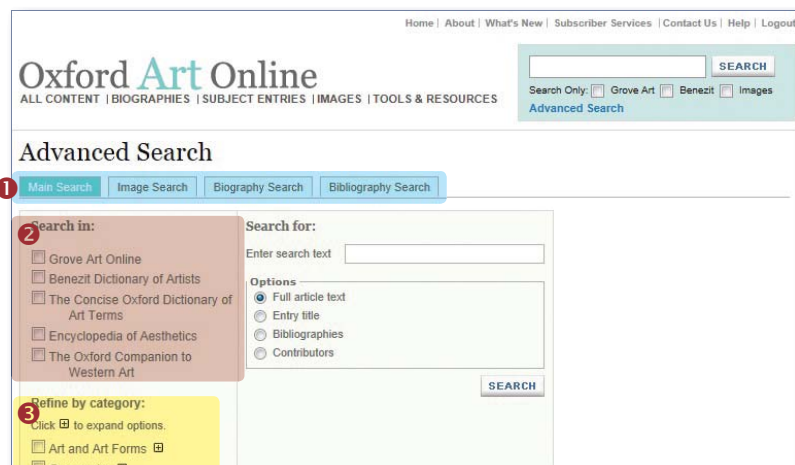 Home | About | What's New | Subscriber Services | Contact Us | Help | Logout
Oxford Art Online
ALL CONTENT | BIOGRAPHIES | SUBJECT ENTRIES | IMAGES | TOOLS & RESOURCES
SEARCH
Search Only: Grove Art Benezit Images
Advanced Search
Advanced Search
1 Main Search Image Search Biography Search Bibliography Search
2 Search in:
Grove Art Online
Benezit Dictionary of Artists
The Concise Oxford Dictionary of
Art Terms
Encyclopedia of Aesthetics
The Oxford Companion to
Western Art
3 Refine by category:
Click + to expand options.
Art and Art Forms +
Search for:
Enter search text
Options
Full article text
Entry title
Bibliographies
Contributors
SEARCH